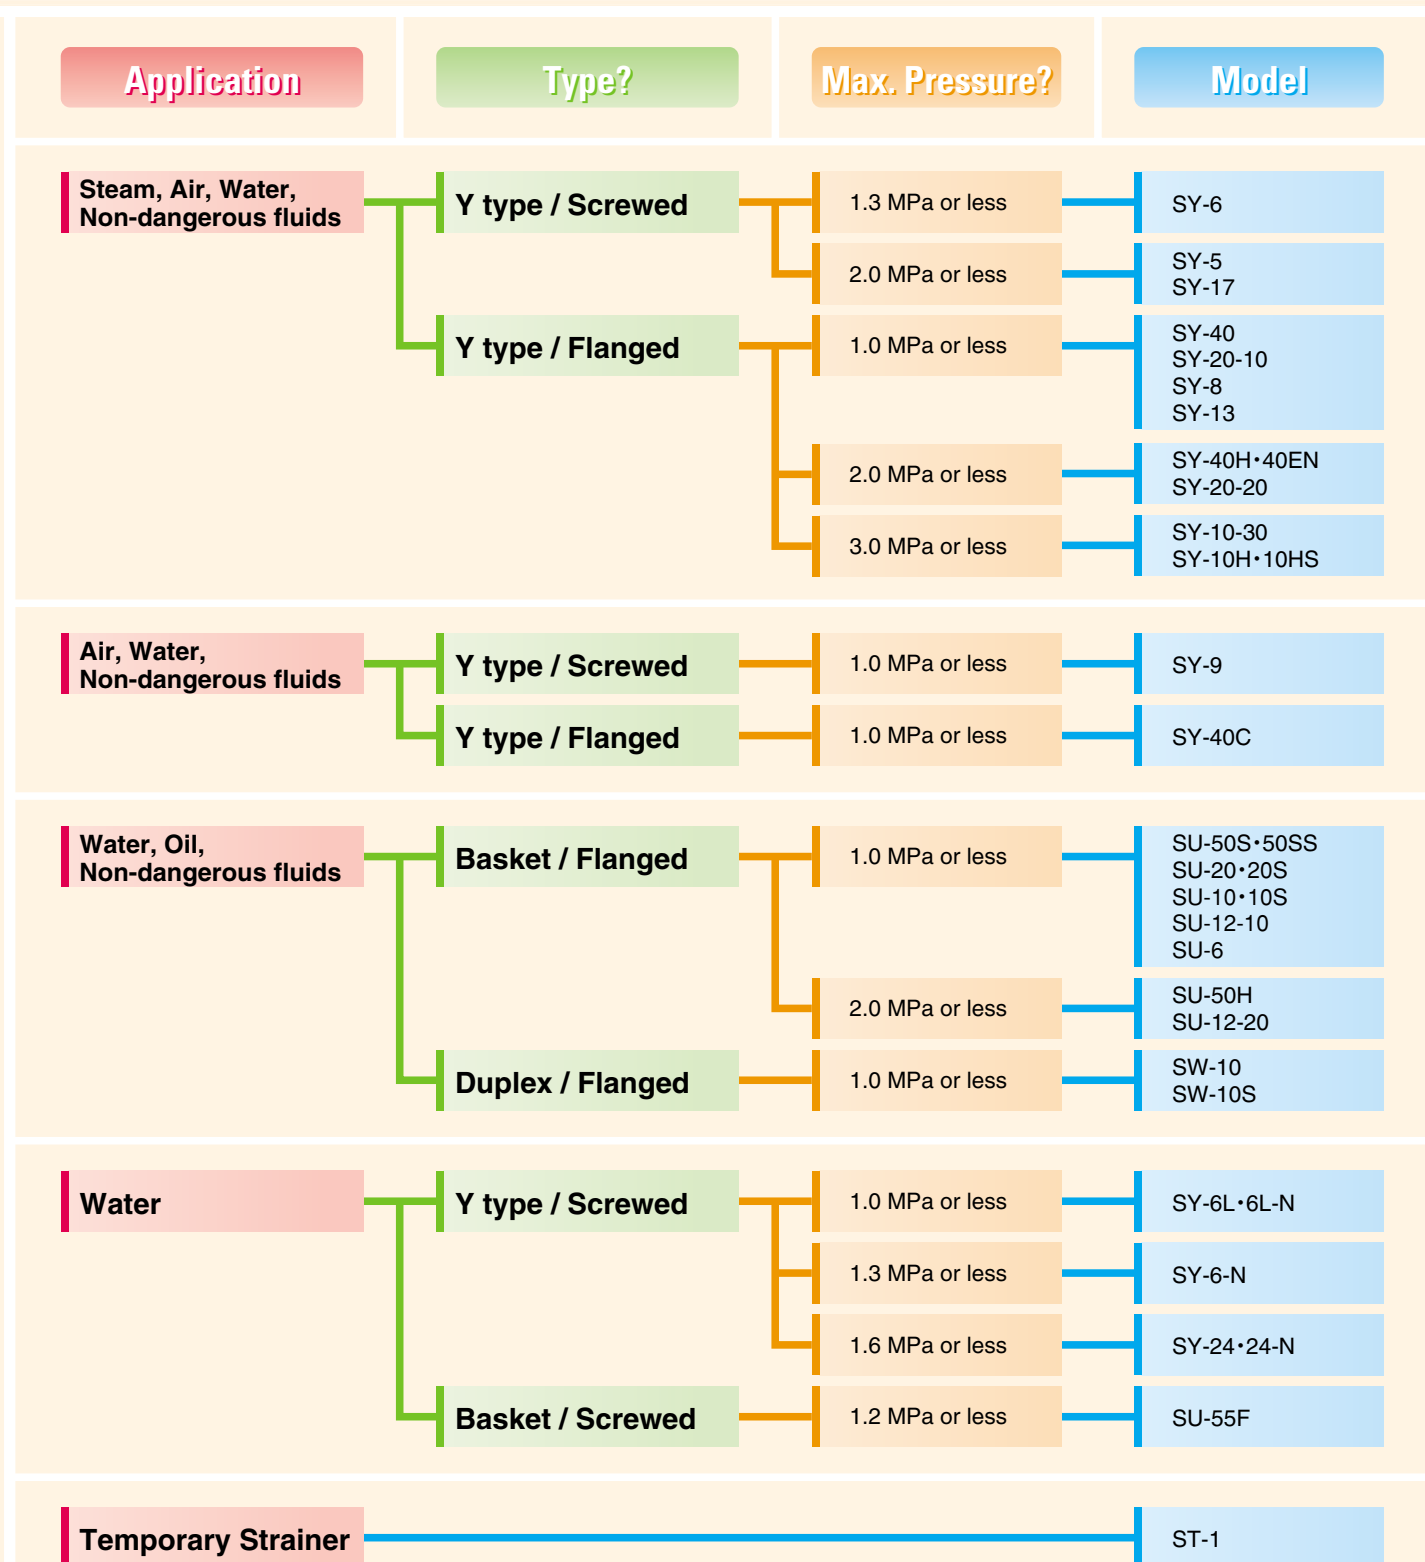 Application
Type?
Max. Pressure?
Model
Steam, Air, Water,
Non-dangerous fluids
Y type / Screwed
1.3 MPa or less
SY-6
2.0 MPa or less
SY-5
SY-17
Y type / Flanged
1.0 MPa or less
SY-40
SY-20-10
SY-8
SY-13
2.0 MPa or less
SY-40H・40EN
SY-20-20
3.0 MPa or less
SY-10-30
SY-10H・10HS
Air, Water,
Non-dangerous fluids
Y type / Screwed
1.0 MPa or less
SY-9
Y type / Flanged
1.0 MPa or less
SY-40C
Water, Oil,
Non-dangerous fluids
Basket / Flanged
1.0 MPa or less
SU-50S・50SS
SU-20・20S
SU-10・10S
SU-12-10
SU-6
2.0 MPa or less
SU-50H
SU-12-20
Duplex / Flanged
1.0 MPa or less
SW-10
SW-10S
Water
Y type / Screwed
1.0 MPa or less
SY-6L・6L-N
1.3 MPa or less
SY-6-N
1.6 MPa or less
SY-24・24-N
Basket / Screwed
1.2 MPa or less
SU-55F
Temporary Strainer
ST-1